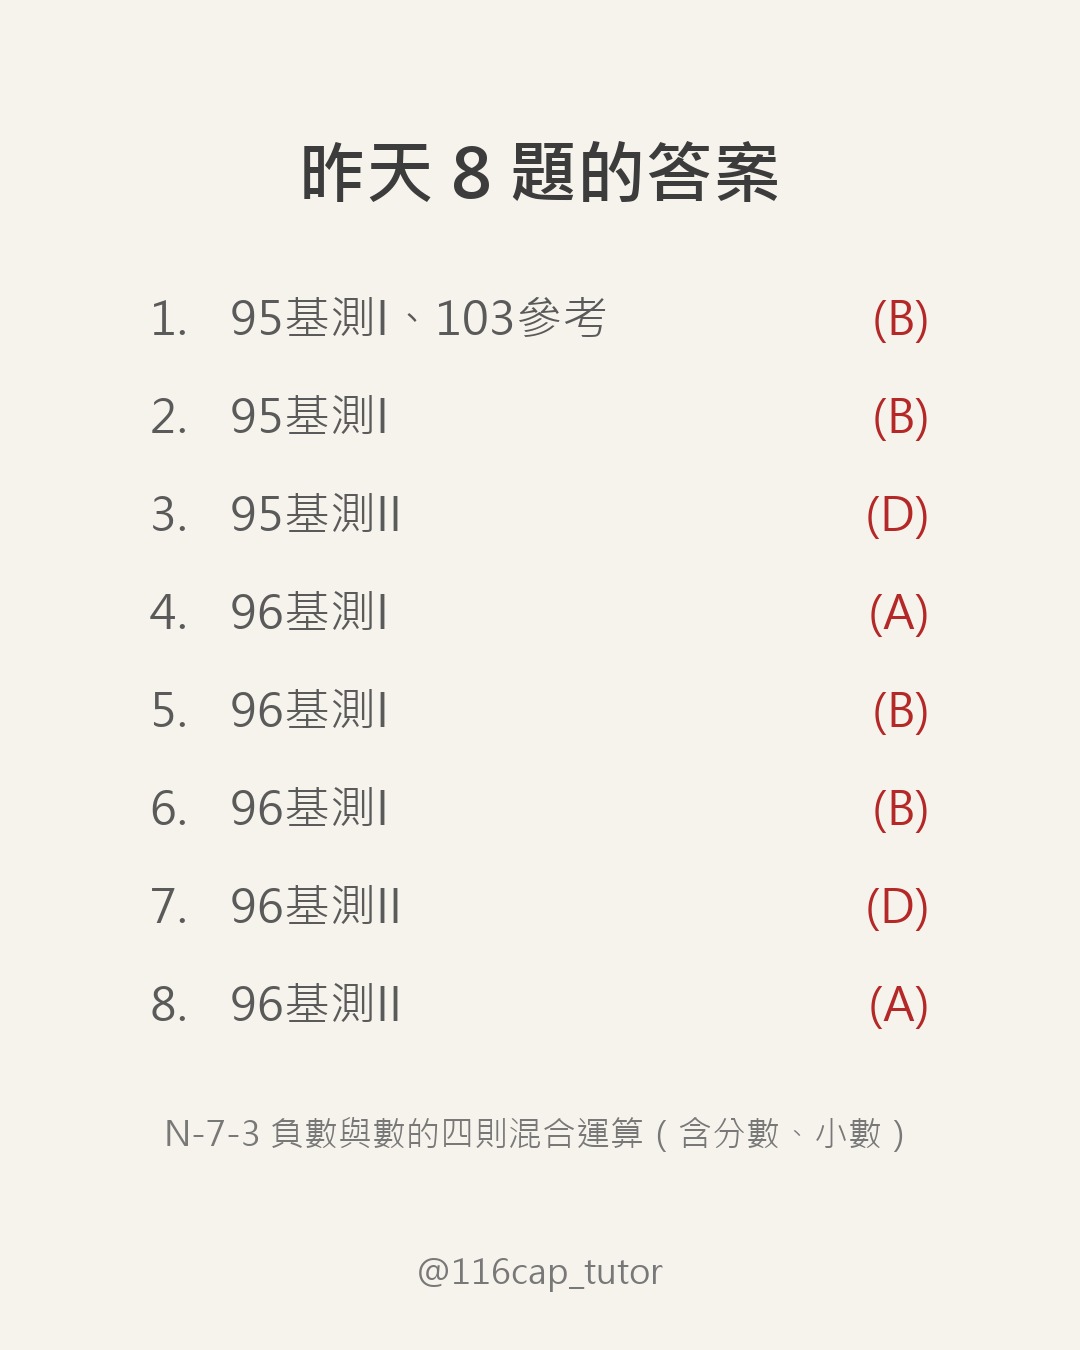 昨天 8 題的答案
1. 95基測I、103參考 (B)
2. 95基測I (B)
3. 95基測II (D)
4. 96基測I (A)
5. 96基測I (B)
6. 96基測I (B)
7. 96基測II (D)
8. 96基測II (A)
N-7-3 負數與數的四則混合運算（含分數、小數）
@116cap_tutor